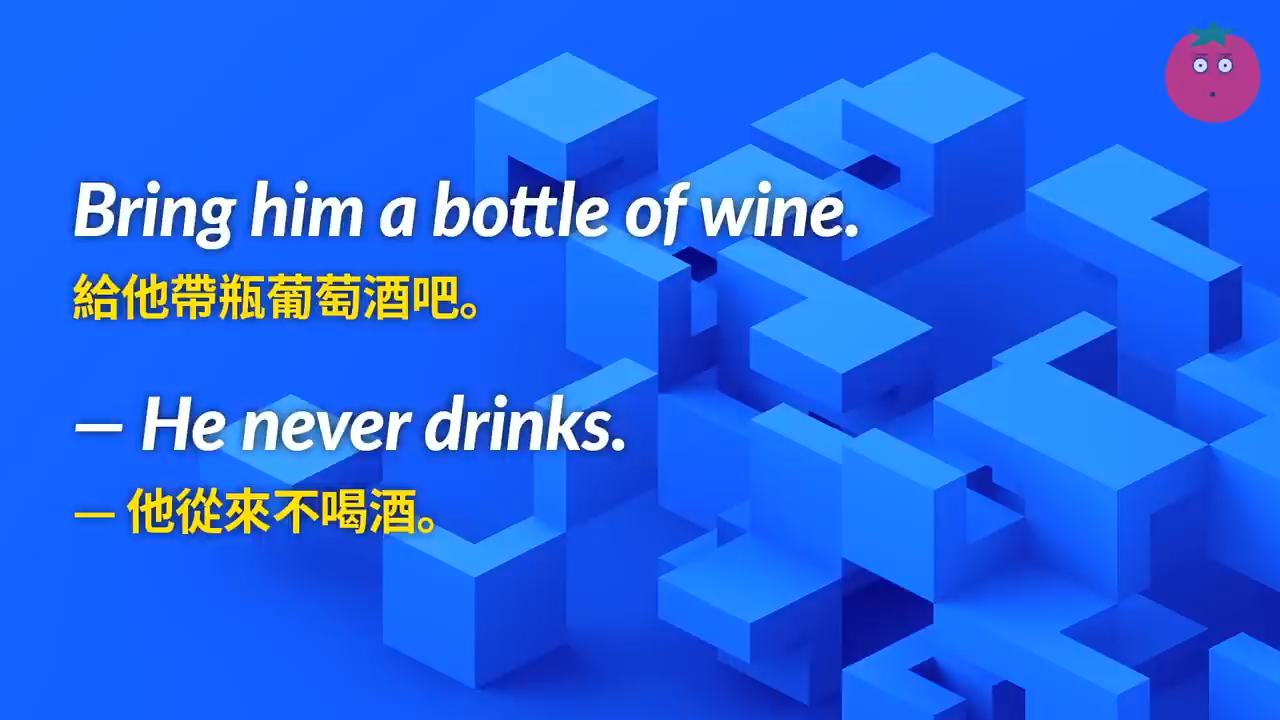 Bring him a bottle of wine.
給他帶瓶葡萄酒吧。
— He never drinks.
— 他從來不喝酒。